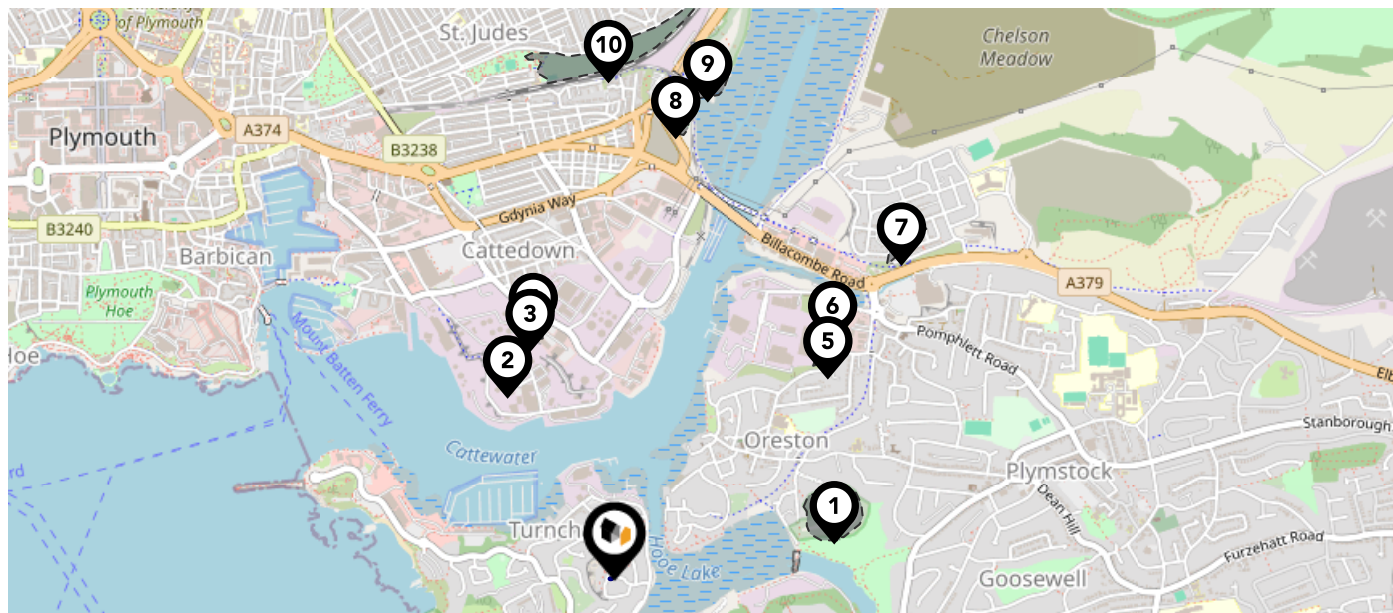 of Plymouth
St. Judes
10
9
8
Chelson
Meadow
Plymouth
A374
B3238
Gdynia Way
B3240
Barbican
Cattedown
7
Billacombe Road
A379
Plymouth
Hoe
Hoe
Mount Batten Ferry
3
2
6
5
Pomphlett Road
Elb
Stanborough
Cattewater
Oreston
Plymstock
rd
Dean Hill
1
Turnch
Hooe Lake
Furzehatt Road
Goosewell